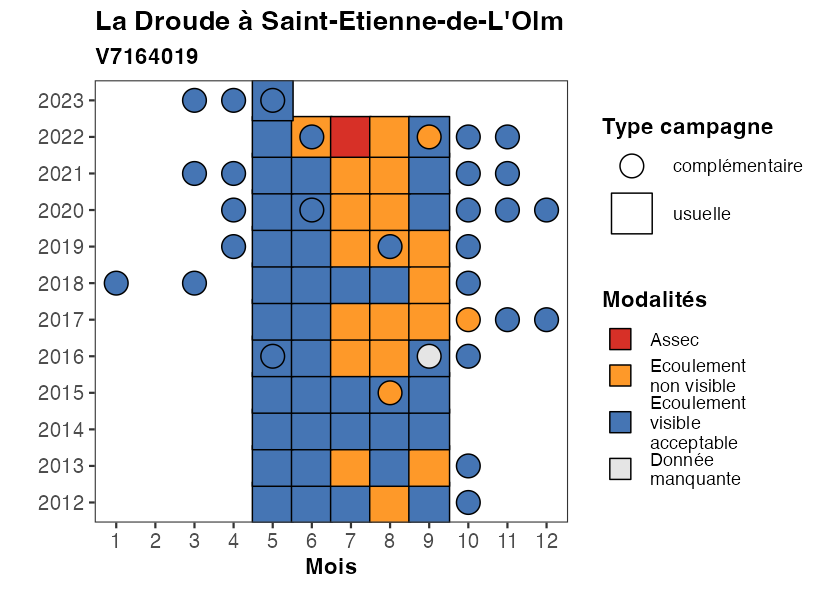 La Droude à Saint-Etienne-de-L'Olm
V7164019
2023
2022
2021
2020
2019
2018
2017
2016
2015
2014
2013
2012
1 2 3 4 5 6 7 8 9 10 11 12
Mois
Type campagne
complémentaire
usuelle
Modalités
Assec
Ecoulement
non visible
Ecoulement
visible
acceptable
Donnée
manquante